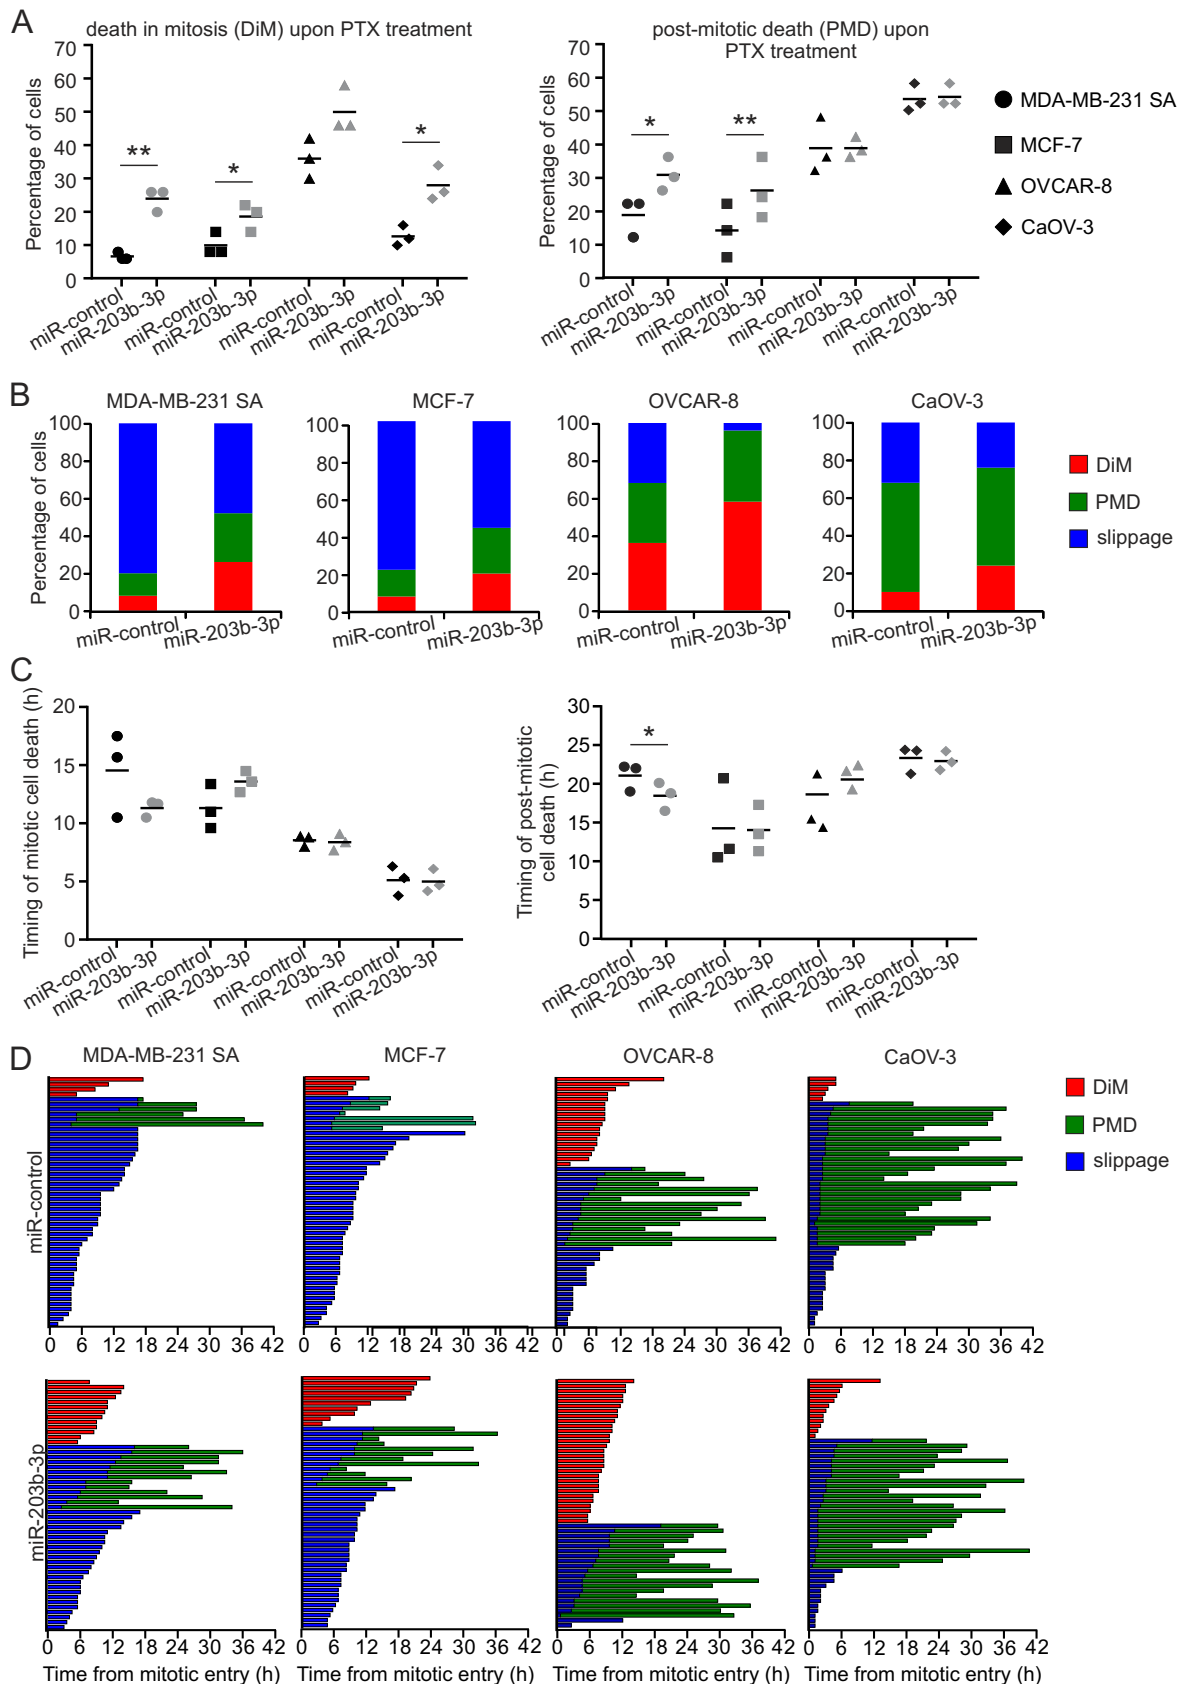 A
death in mitosis (DiM) upon PTX treatment
Percentage of cells
70
60
50
40
30
20
10
0
**
*
*
miR-control
miR-203b-3p
miR-control
miR-203b-3p
miR-control
miR-203b-3p
miR-control
miR-203b-3p
post-mitotic death (PMD) upon
PTX treatment
Percentage of cells
70
60
50
40
30
20
10
0
*
**
miR-control
miR-203b-3p
miR-control
miR-203b-3p
miR-control
miR-203b-3p
miR-control
miR-203b-3p
MDA-MB-231 SA
MCF-7
OVCAR-8
CaOV-3
B
Percentage of cells
MDA-MB-231 SA
100
80
60
40
20
0
miR-control
miR-203b-3p
MCF-7
100
80
60
40
20
0
miR-control
miR-203b-3p
OVCAR-8
100
80
60
40
20
0
miR-control
miR-203b-3p
CaOV-3
100
80
60
40
20
0
miR-control
miR-203b-3p
DiM
PMD
slippage
C
Timing of mitotic cell death (h)
20
15
10
5
0
miR-control
miR-203b-3p
miR-control
miR-203b-3p
miR-control
miR-203b-3p
miR-control
miR-203b-3p
Timing of post-mitotic
cell death (h)
30
25
20
15
10
5
0
*
miR-control
miR-203b-3p
miR-control
miR-203b-3p
miR-control
miR-203b-3p
miR-control
miR-203b-3p
D
MDA-MB-231 SA
MCF-7
OVCAR-8
CaOV-3
DiM
PMD
slippage
miR-control
0 6 12 18 24 30 36 42
0 6 12 18 24 30 36 42
0 6 12 18 24 30 36 42
0 6 12 18 24 30 36 42
miR-203b-3p
0 6 12 18 24 30 36 42
0 6 12 18 24 30 36 42
0 6 12 18 24 30 36 42
0 6 12 18 24 30 36 42
Time from mitotic entry (h)
Time from mitotic entry (h)
Time from mitotic entry (h)
Time from mitotic entry (h)